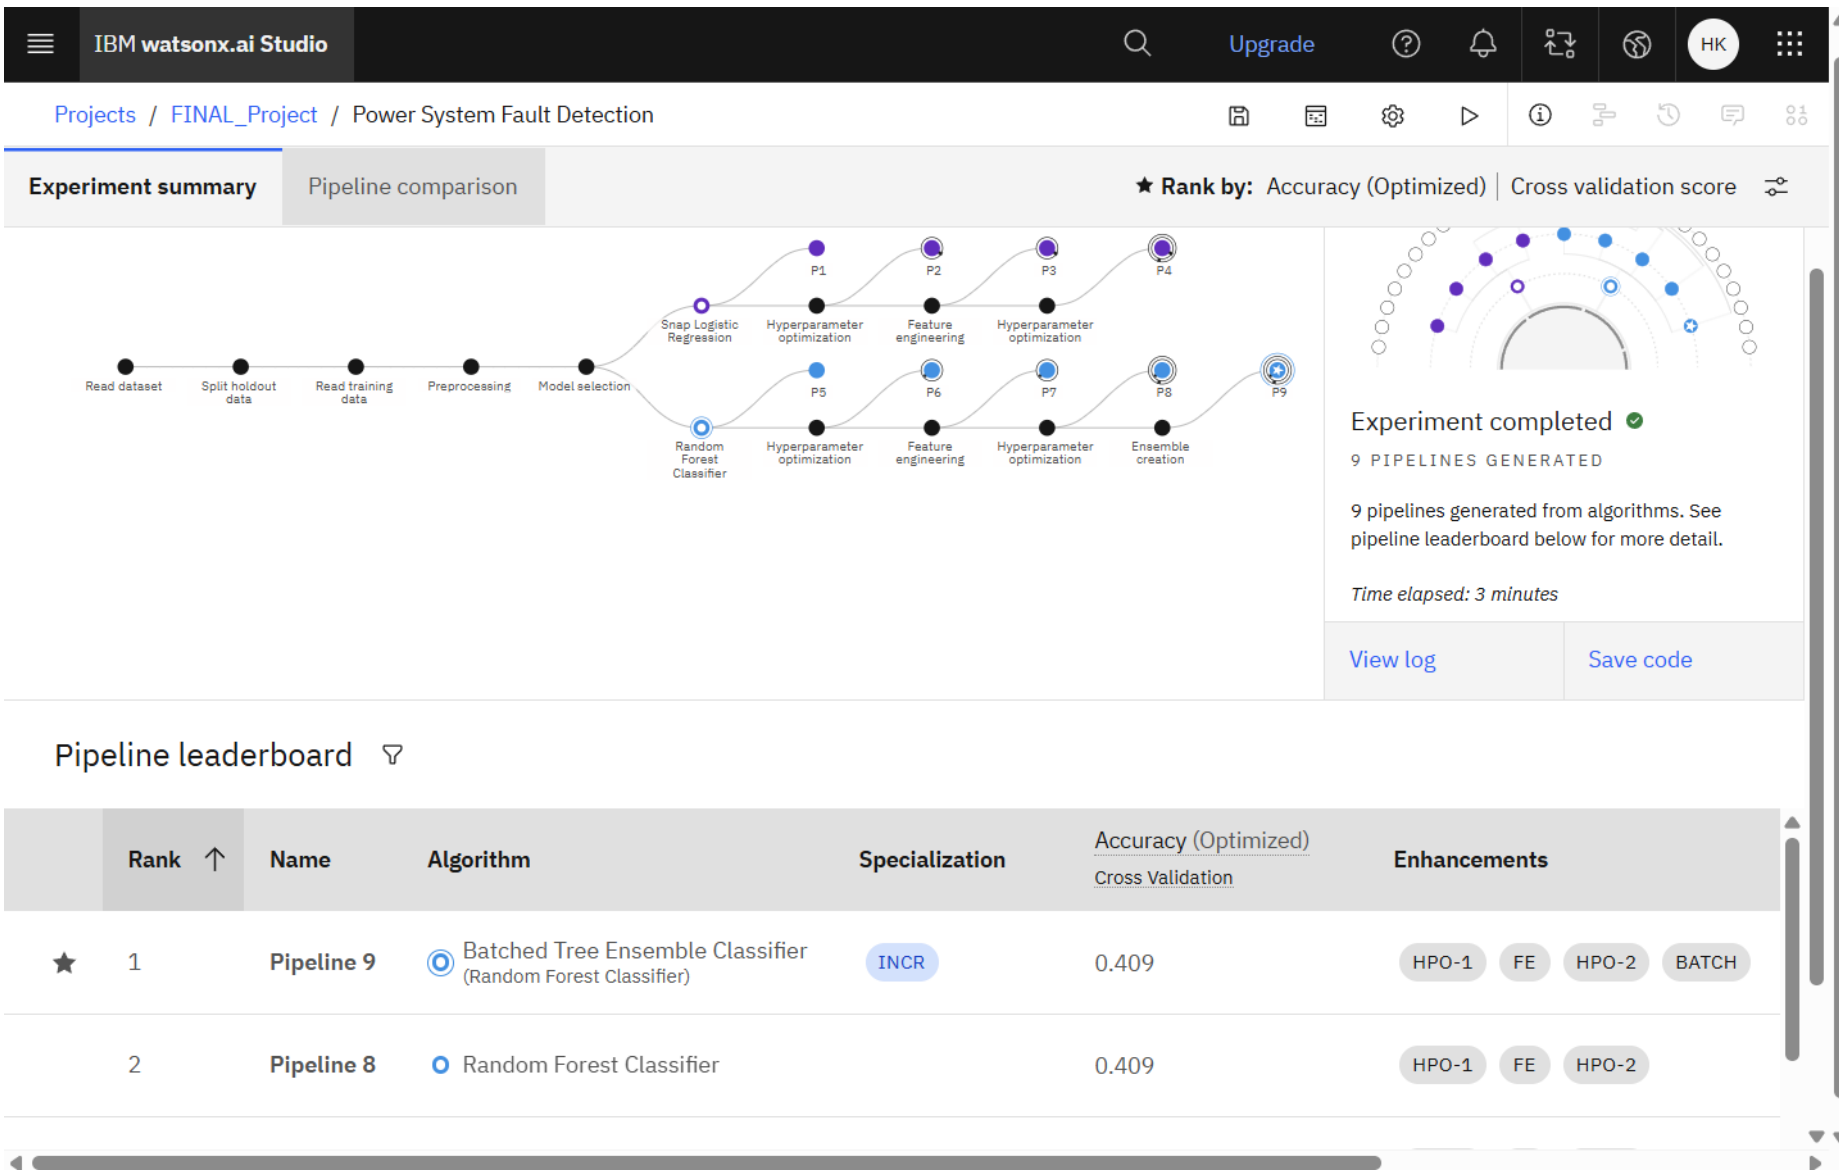 IBM watsonx.ai Studio
Upgrade
HK
Projects / FINAL_Project / Power System Fault Detection
Experiment summary
Pipeline comparison
★ Rank by: Accuracy (Optimized) | Cross validation score
P1
P2
P3
P4
Snap Logistic
Regression
Hyperparameter
optimization
Feature
engineering
Hyperparameter
optimization
Read dataset
Split holdout
data
Read training
data
Preprocessing
Model selection
P5
P6
P7
P8
P9
Random
Forest
Classifier
Hyperparameter
optimization
Feature
engineering
Hyperparameter
optimization
Ensemble
creation
Experiment completed
9 PIPELINES GENERATED
9 pipelines generated from algorithms. See
pipeline leaderboard below for more detail.
Time elapsed: 3 minutes
View log
Save code
Pipeline leaderboard
Rank ↑
Name
Algorithm
Specialization
Accuracy (Optimized)
Cross Validation
Enhancements
★ 1
Pipeline 9
Batched Tree Ensemble Classifier
(Random Forest Classifier)
INCR
0.409
HPO-1 FE HPO-2 BATCH
2
Pipeline 8
Random Forest Classifier
0.409
HPO-1 FE HPO-2